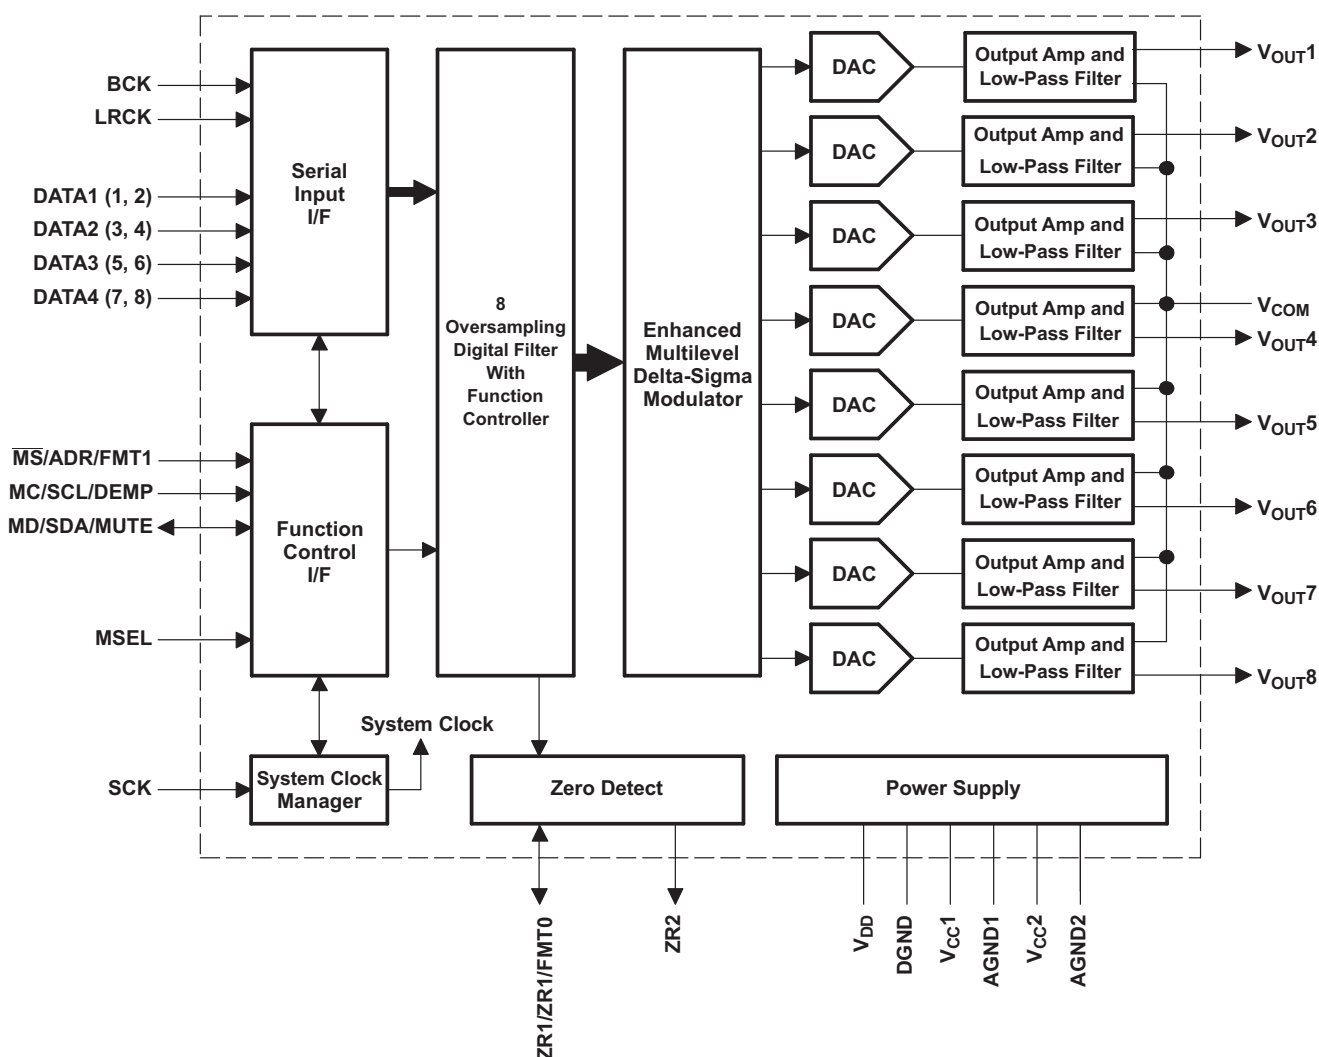 BCK
LRCK
DATA1 (1, 2)
DATA2 (3, 4)
DATA3 (5, 6)
DATA4 (7, 8)
M̅S̅/ADR/FMT1
MC/SCL/DEMP
MD/SDA/MUTE
MSEL
SCK
Serial
Input
I/F
Function
Control
I/F
System Clock
System Clock
Manager
8
Oversampling
Digital Filter
With
Function
Controller
Enhanced
Multilevel
Delta-Sigma
Modulator
DAC
Output Amp and
Low-Pass Filter
VOUT1
DAC
Output Amp and
Low-Pass Filter
VOUT2
DAC
Output Amp and
Low-Pass Filter
VOUT3
DAC
Output Amp and
Low-Pass Filter
VCOM
VOUT4
DAC
Output Amp and
Low-Pass Filter
VOUT5
DAC
Output Amp and
Low-Pass Filter
VOUT6
DAC
Output Amp and
Low-Pass Filter
VOUT7
DAC
Output Amp and
Low-Pass Filter
VOUT8
Zero Detect
Power Supply
ZR1/ZR1/FMT0
ZR2
VDD
DGND
VCC1
AGND1
VCC2
AGND2